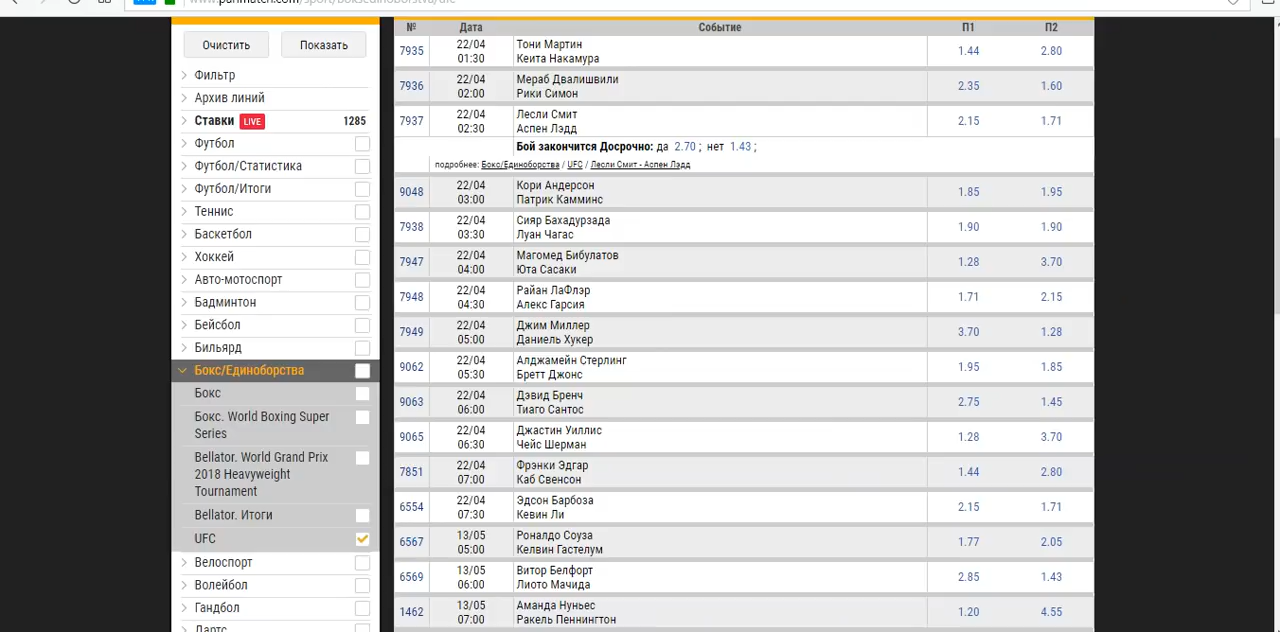 www.parimatch.com/sport/bokseedinoborstva/ufc
Очистить Показать
Фильтр
Архив линий
Ставки LIVE 1285
Футбол
Футбол/Статистика
Футбол/Итоги
Теннис
Баскетбол
Хоккей
Авто-мотоспорт
Бадминтон
Бейсбол
Бильярд
Бокс/Единоборства
Бокс
Бокс. World Boxing Super
Series
Bellator. World Grand Prix
2018 Heavyweight
Tournament
Bellator. Итоги
UFC
Велоспорт
Волейбол
Гандбол
Дартс
№ Дата Событие П1 П2
7935 22/04 01:30 Тони Мартин 1.44 2.80
Кеита Накамура
7936 22/04 02:00 Мераб Двалишвили 2.35 1.60
Рики Симон
7937 22/04 02:30 Лесли Смит 2.15 1.71
Аспен Лэдд
Бой закончится Досрочно: да 2.70 ; нет 1.43 ;
подробнее: Бокс/Единоборства / UFC / Лесли Смит - Аспен Лэдд
9048 22/04 03:00 Кори Андерсон 1.85 1.95
Патрик Камминс
7938 22/04 03:30 Сияр Бахадурзада 1.90 1.90
Луан Чагас
7947 22/04 04:00 Магомед Бибулатов 1.28 3.70
Юта Сасаки
7948 22/04 04:30 Райан ЛаФлэр 1.71 2.15
Алекс Гарсия
7949 22/04 05:00 Джим Миллер 3.70 1.28
Даниель Хукер
9062 22/04 05:30 Алджамейн Стерлинг 1.95 1.85
Бретт Джонс
9063 22/04 06:00 Дэвид Бренч 2.75 1.45
Тиаго Сантос
9065 22/04 06:30 Джастин Уиллис 1.28 3.70
Чейс Шерман
7851 22/04 07:00 Фрэнки Эдгар 1.44 2.80
Каб Свенсон
6554 22/04 07:30 Эдсон Барбоза 2.15 1.71
Кевин Ли
6567 13/05 05:00 Роналдо Соуза 1.77 2.05
Келвин Гастелум
6569 13/05 06:00 Витор Белфорт 2.85 1.43
Лиото Мачида
1462 13/05 07:00 Аманда Нуньес 1.20 4.55
Ракель Пеннингтон